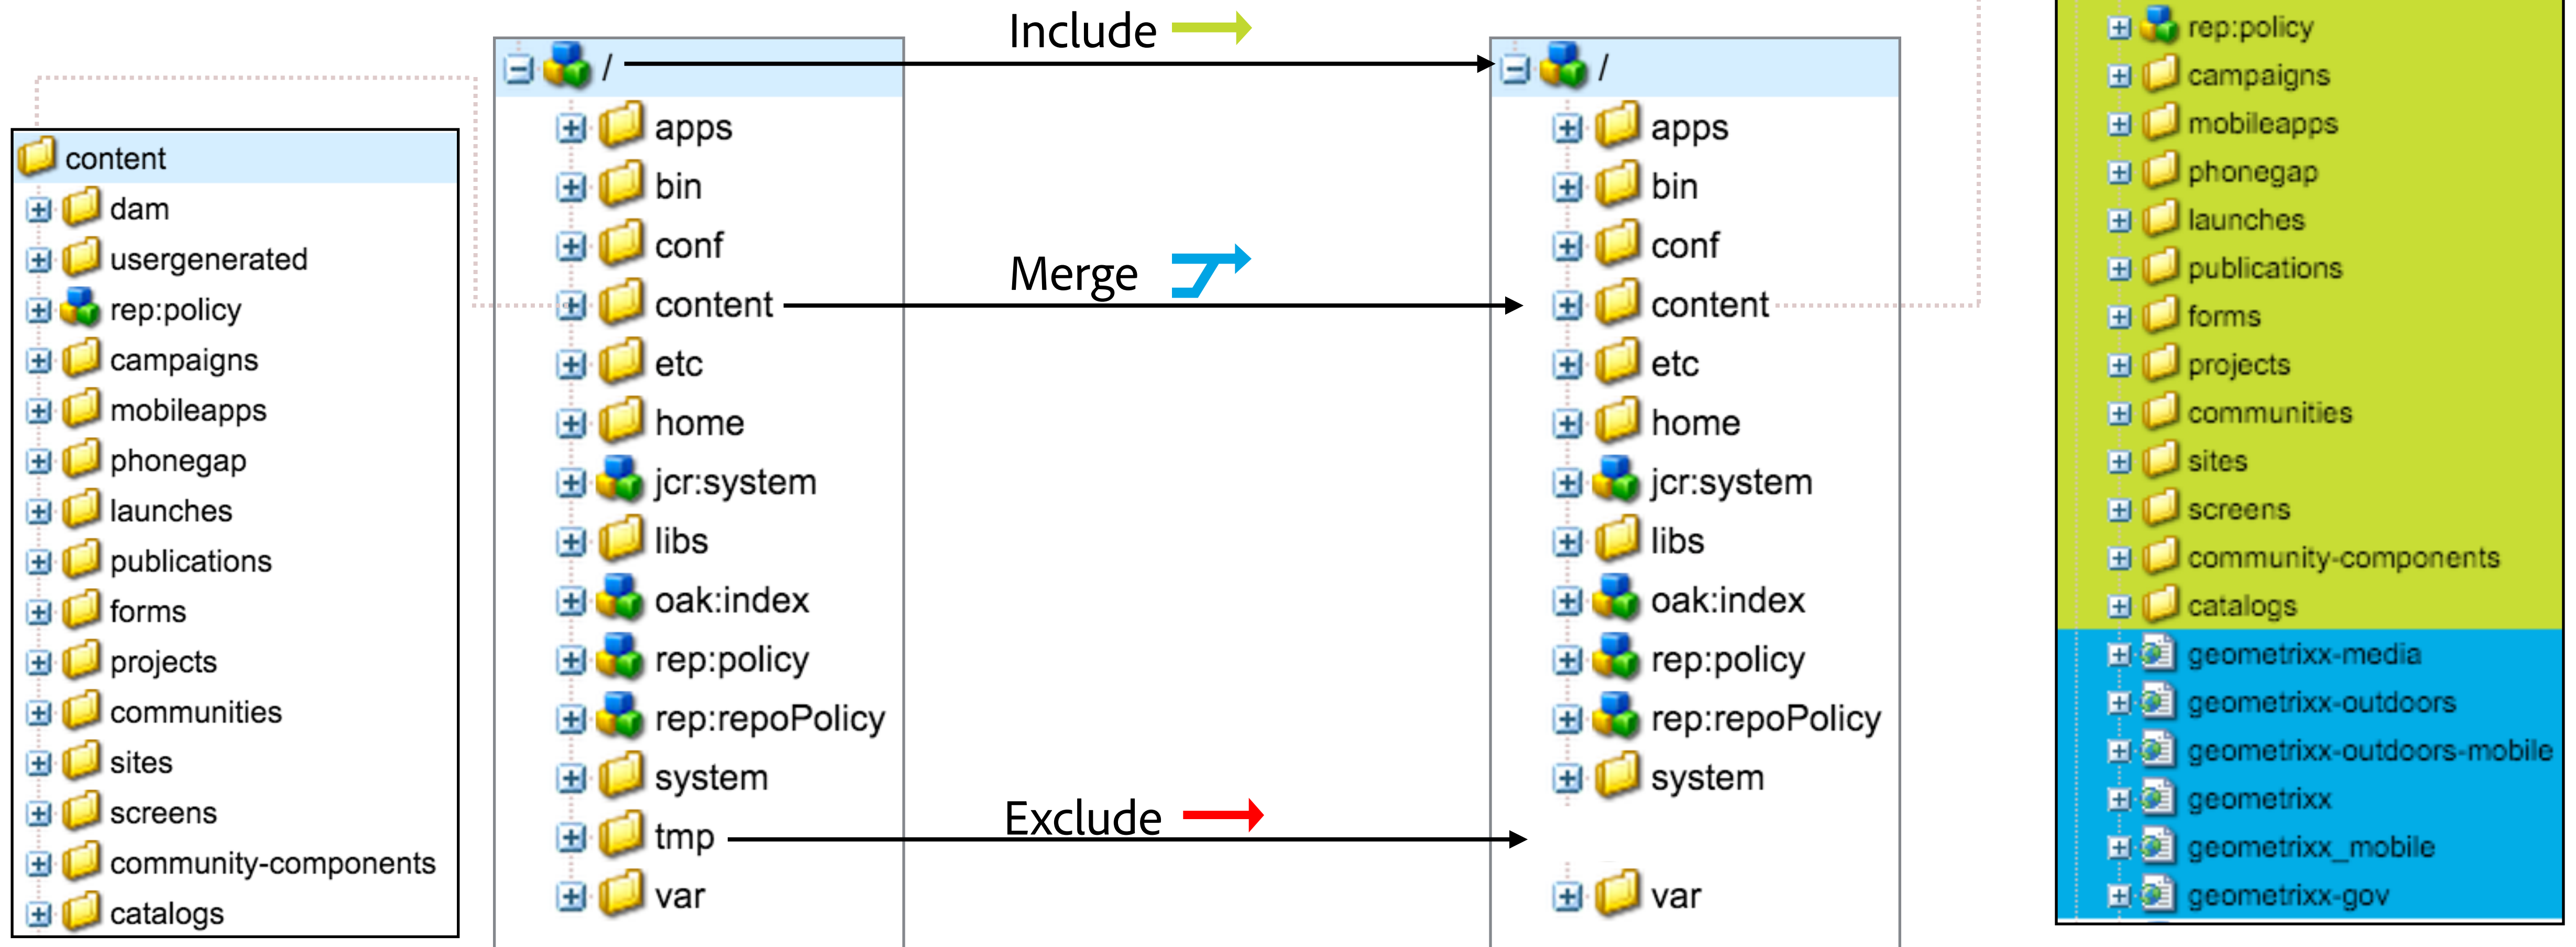 content
dam
usergenerated
rep:policy
campaigns
mobileapps
phonegap
launches
publications
forms
projects
communities
sites
screens
community-components
catalogs
/
apps
bin
conf
content
etc
home
jcr:system
libs
oak:index
rep:policy
rep:repoPolicy
system
tmp
var
Include
Merge
Exclude
/
apps
bin
conf
content
etc
home
jcr:system
libs
oak:index
rep:policy
rep:repoPolicy
system
var
rep:policy
campaigns
mobileapps
phonegap
launches
publications
forms
projects
communities
sites
screens
community-components
catalogs
geometrixx-media
geometrixx-outdoors
geometrixx-outdoors-mobile
geometrixx
geometrixx_mobile
geometrixx-gov